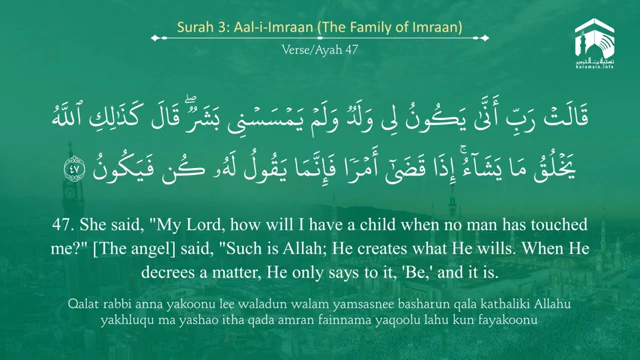 Surah 3: Aal-i-Imraan (The Family of Imraan)
Verse/Ayah 47
haramain.info
قَالَتْ رَبِّ أَنَّىٰ يَكُونُ لِى وَلَدٌ وَلَمْ يَمْسَسْنِى بَشَرٌ ۖ قَالَ كَذَٰلِكِ ٱللَّهُ
يَخْلُقُ مَا يَشَآءُ ۚ إِذَا قَضَىٰٓ أَمْرًا فَإِنَّمَا يَقُولُ لَهُۥ كُن فَيَكُونُ ٤٧
47. She said, "My Lord, how will I have a child when no man has touched
me?" [The angel] said, "Such is Allah; He creates what He wills. When He
decrees a matter, He only says to it, 'Be,' and it is.
Qalat rabbi anna yakoonu lee waladun walam yamsasnee basharun qala kathaliki Allahu
yakhluqu ma yashao itha qada amran fainnama yaqoolu lahu kun fayakoonu